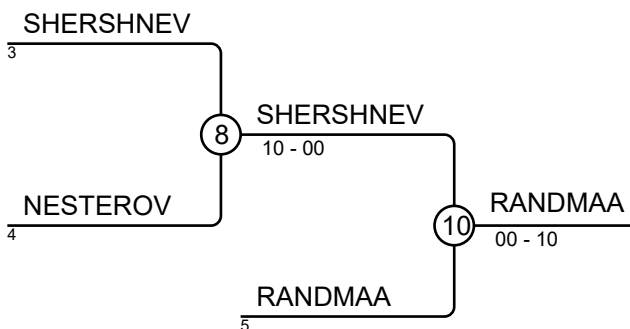 SHERSHNEV
3
8
SHERSHNEV
10 - 00
NESTEROV
4
10
RANDMAA
00 - 10
RANDMAA
5